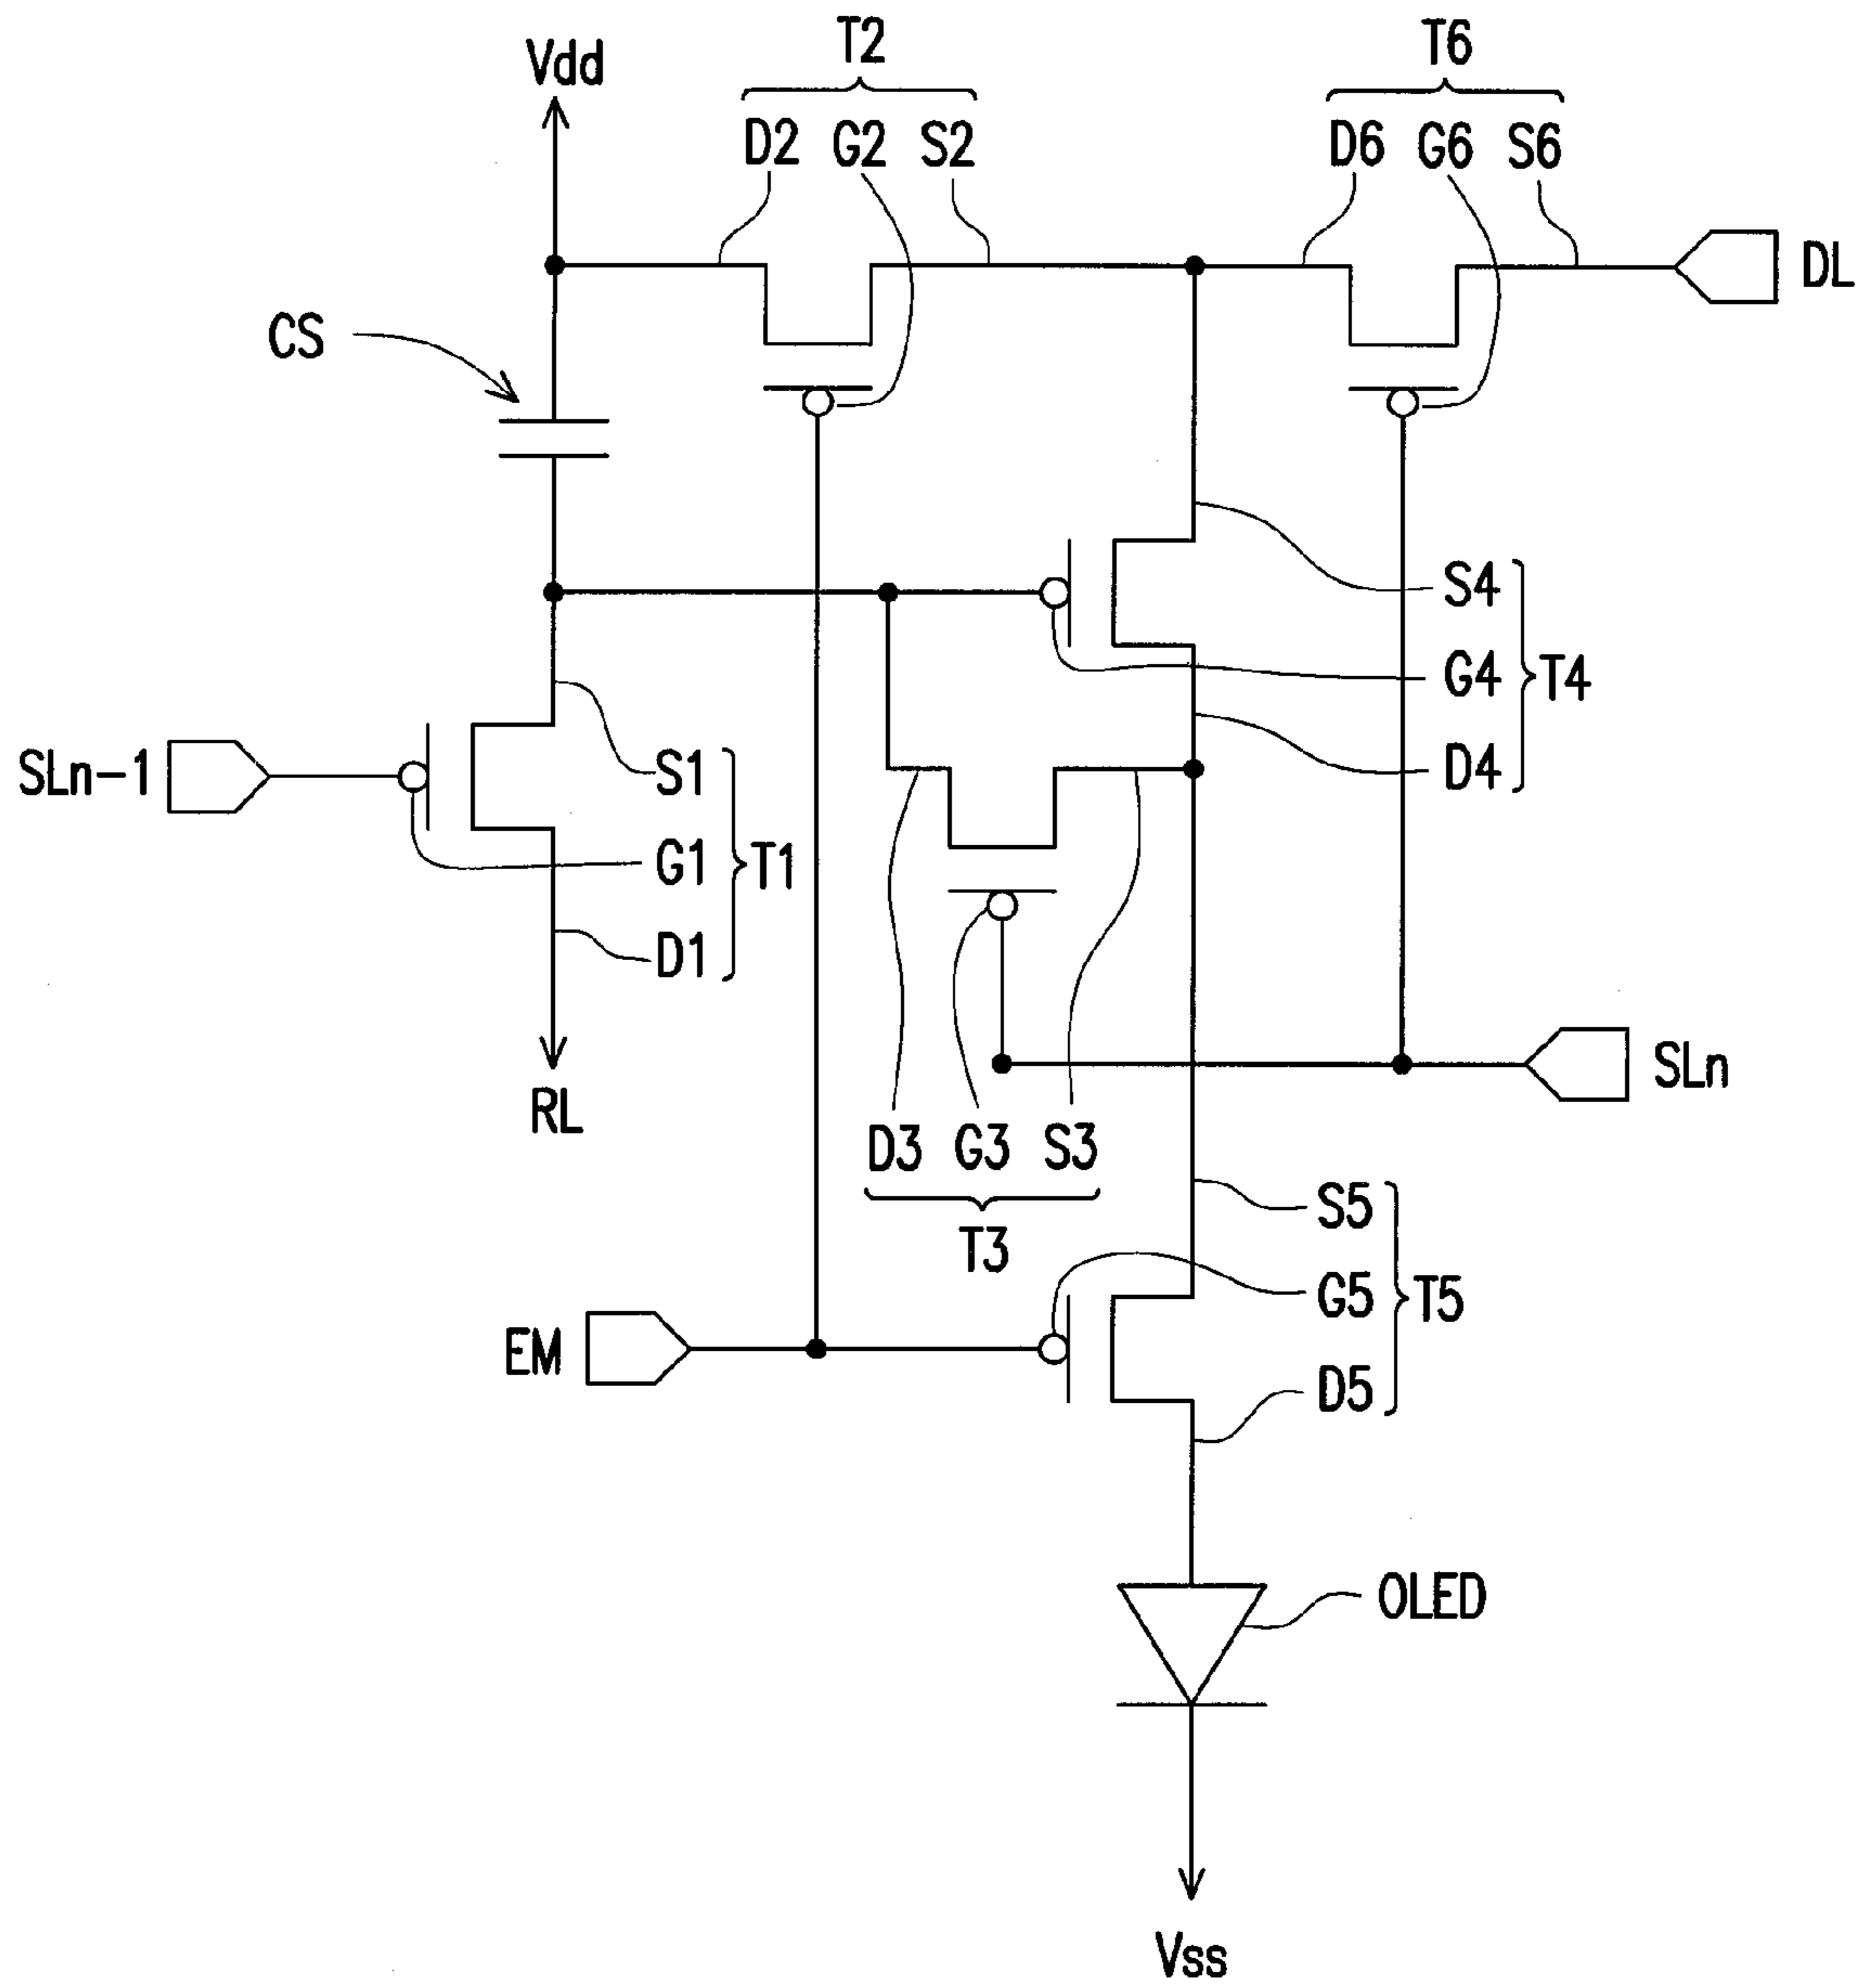 T2
T6
Vdd
D2 G2 S2
D6 G6 S6
DL
CS
S4
G4
T4
D4
SLn-1
S1
G1
T1
D1
SLn
RL
D3 G3 S3
T3
S5
G5
T5
D5
EM
OLED
Vss